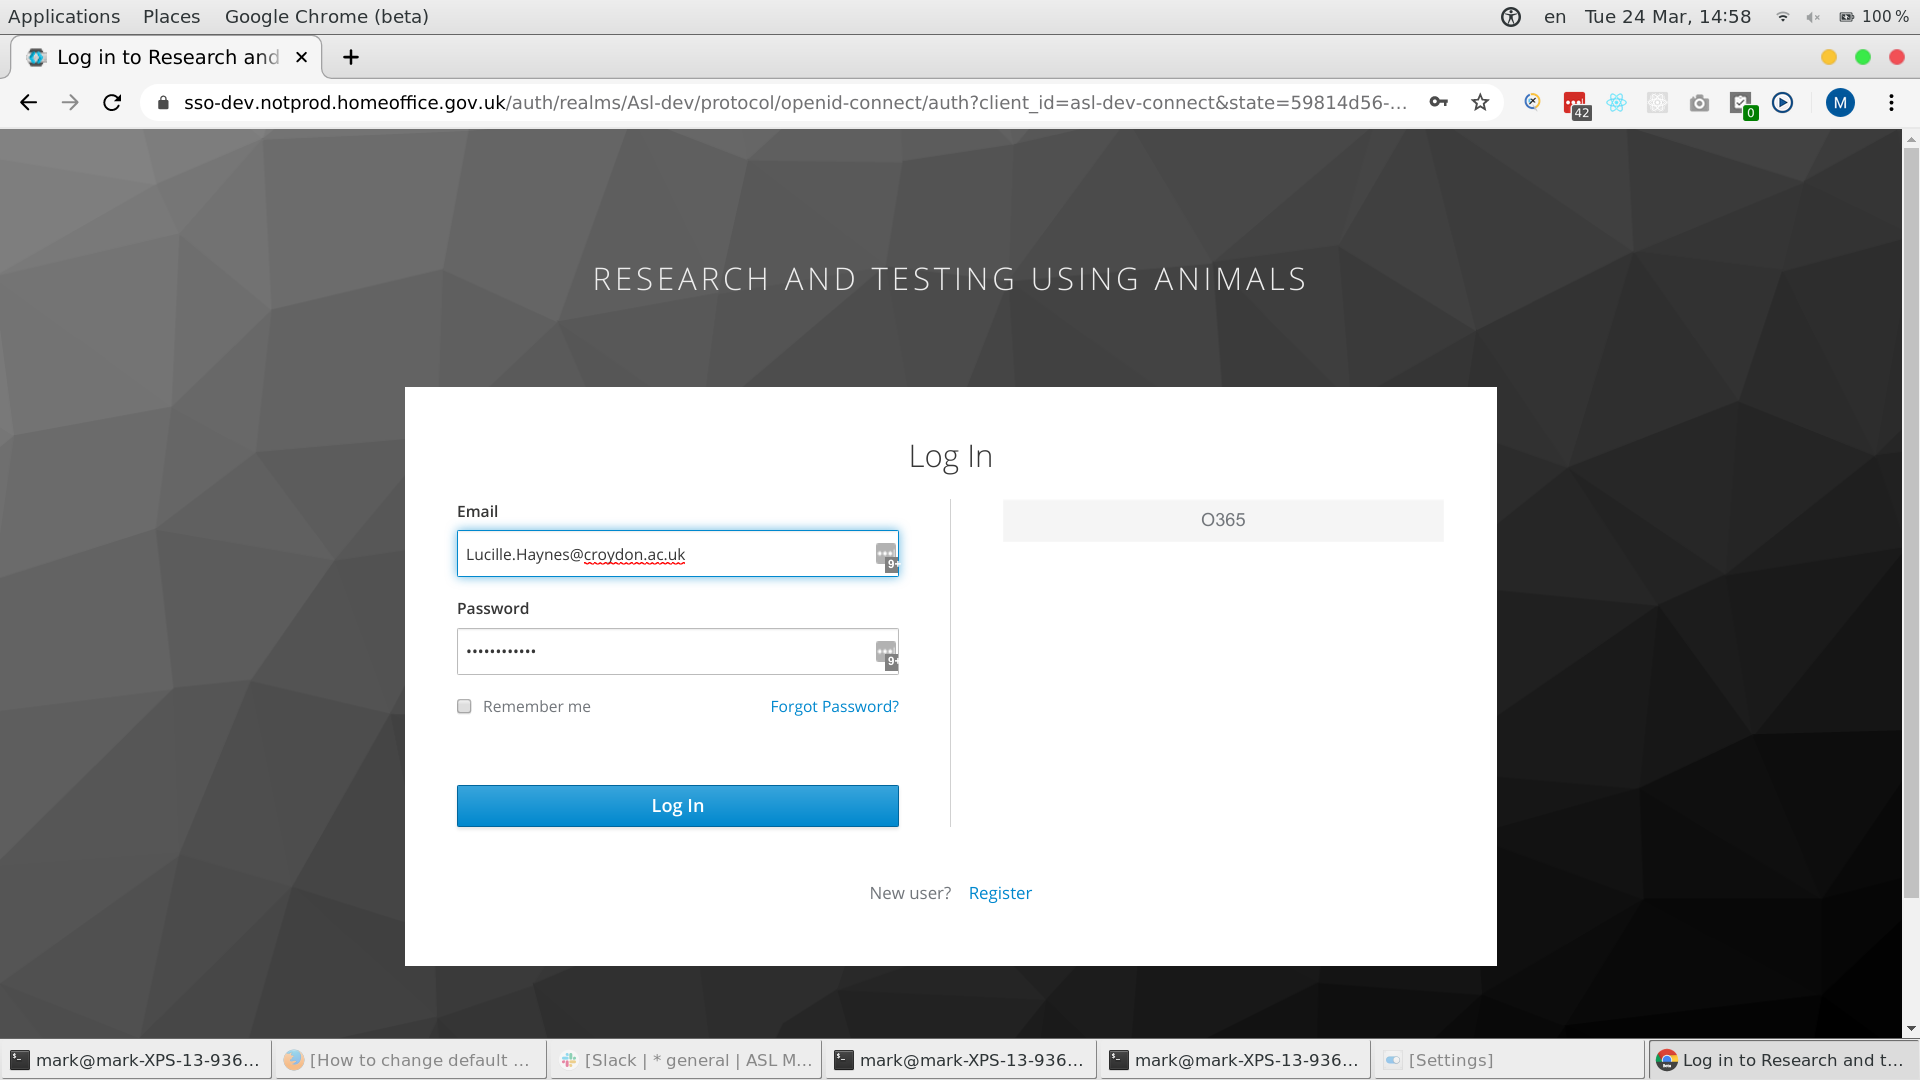 Applications Places Google Chrome (beta) en Tue 24 Mar, 14:58 100 %
Log in to Research and
sso-dev.notprod.homeoffice.gov.uk/auth/realms/Asl-dev/protocol/openid-connect/auth?client_id=asl-dev-connect&state=59814d56-... 42 0 M
RESEARCH AND TESTING USING ANIMALS
Log In
Email
O365
Lucille.Haynes@croydon.ac.uk
9+
Password
••••••••••••
9+
Remember me Forgot Password?
Log In
New user? Register
mark@mark-XPS-13-936... [How to change default ... [Slack | * general | ASL M... mark@mark-XPS-13-936... mark@mark-XPS-13-936... [Settings] Log in to Research and t...